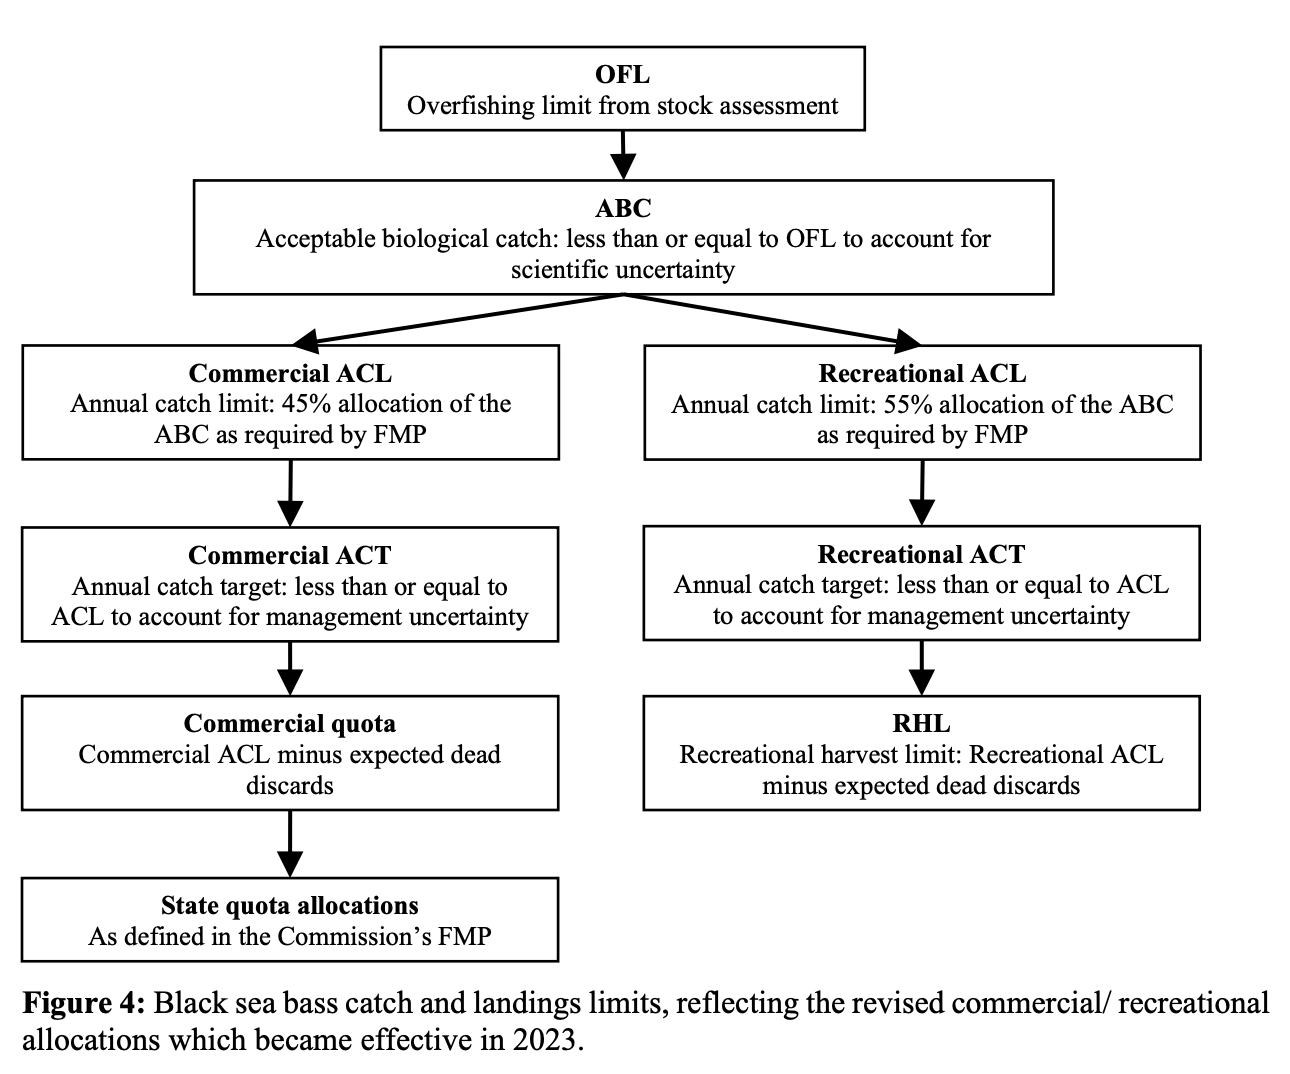 OFL
Overfishing limit from stock assessment
ABC
Acceptable biological catch: less than or equal to OFL to account for
scientific uncertainty
Commercial ACL
Annual catch limit: 45% allocation of the
ABC as required by FMP
Recreational ACL
Annual catch limit: 55% allocation of the ABC
as required by FMP
Commercial ACT
Annual catch target: less than or equal to
ACL to account for management uncertainty
Recreational ACT
Annual catch target: less than or equal to ACL
to account for management uncertainty
Commercial quota
Commercial ACL minus expected dead
discards
RHL
Recreational harvest limit: Recreational ACL
minus expected dead discards
State quota allocations
As defined in the Commission’s FMP
Figure 4: Black sea bass catch and landings limits, reflecting the revised commercial/ recreational
allocations which became effective in 2023.